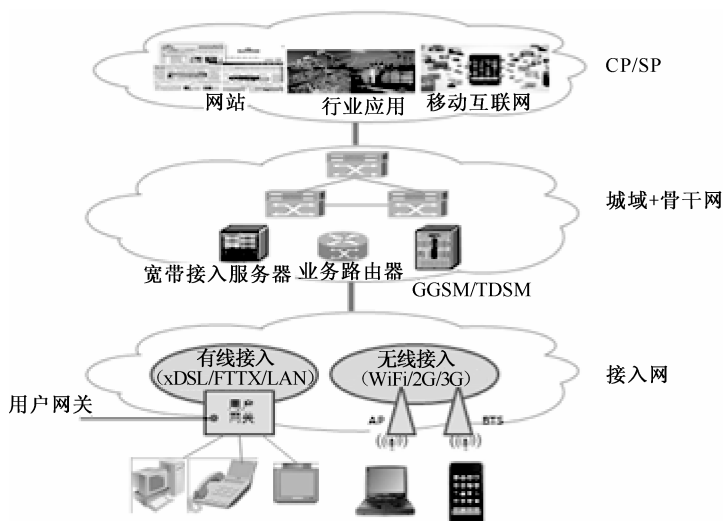 CP/SP
网站
行业应用
移动互联网
城域+骨干网
宽带接入服务器
业务路由器
GGSM/TDSM
有线接入
(xDSL/FTTX/LAN)
无线接入
(WiFi/2G/3G)
接入网
用户网关
用户
网关
AP
BTS